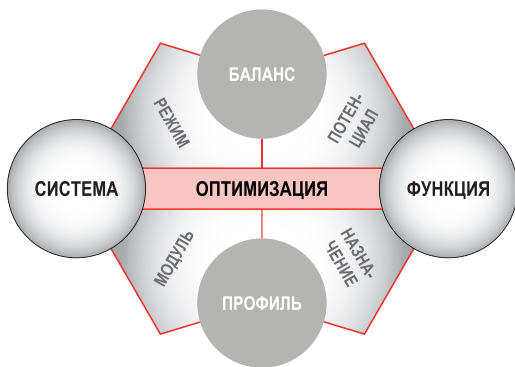 БАЛАНС
РЕЖИМ
ПОТЕН-
ЦИАЛ
СИСТЕМА
ОПТИМИЗАЦИЯ
ФУНКЦИЯ
МОДУЛЬ
НАЗНА-
ЧЕНИЕ
ПРОФИЛЬ